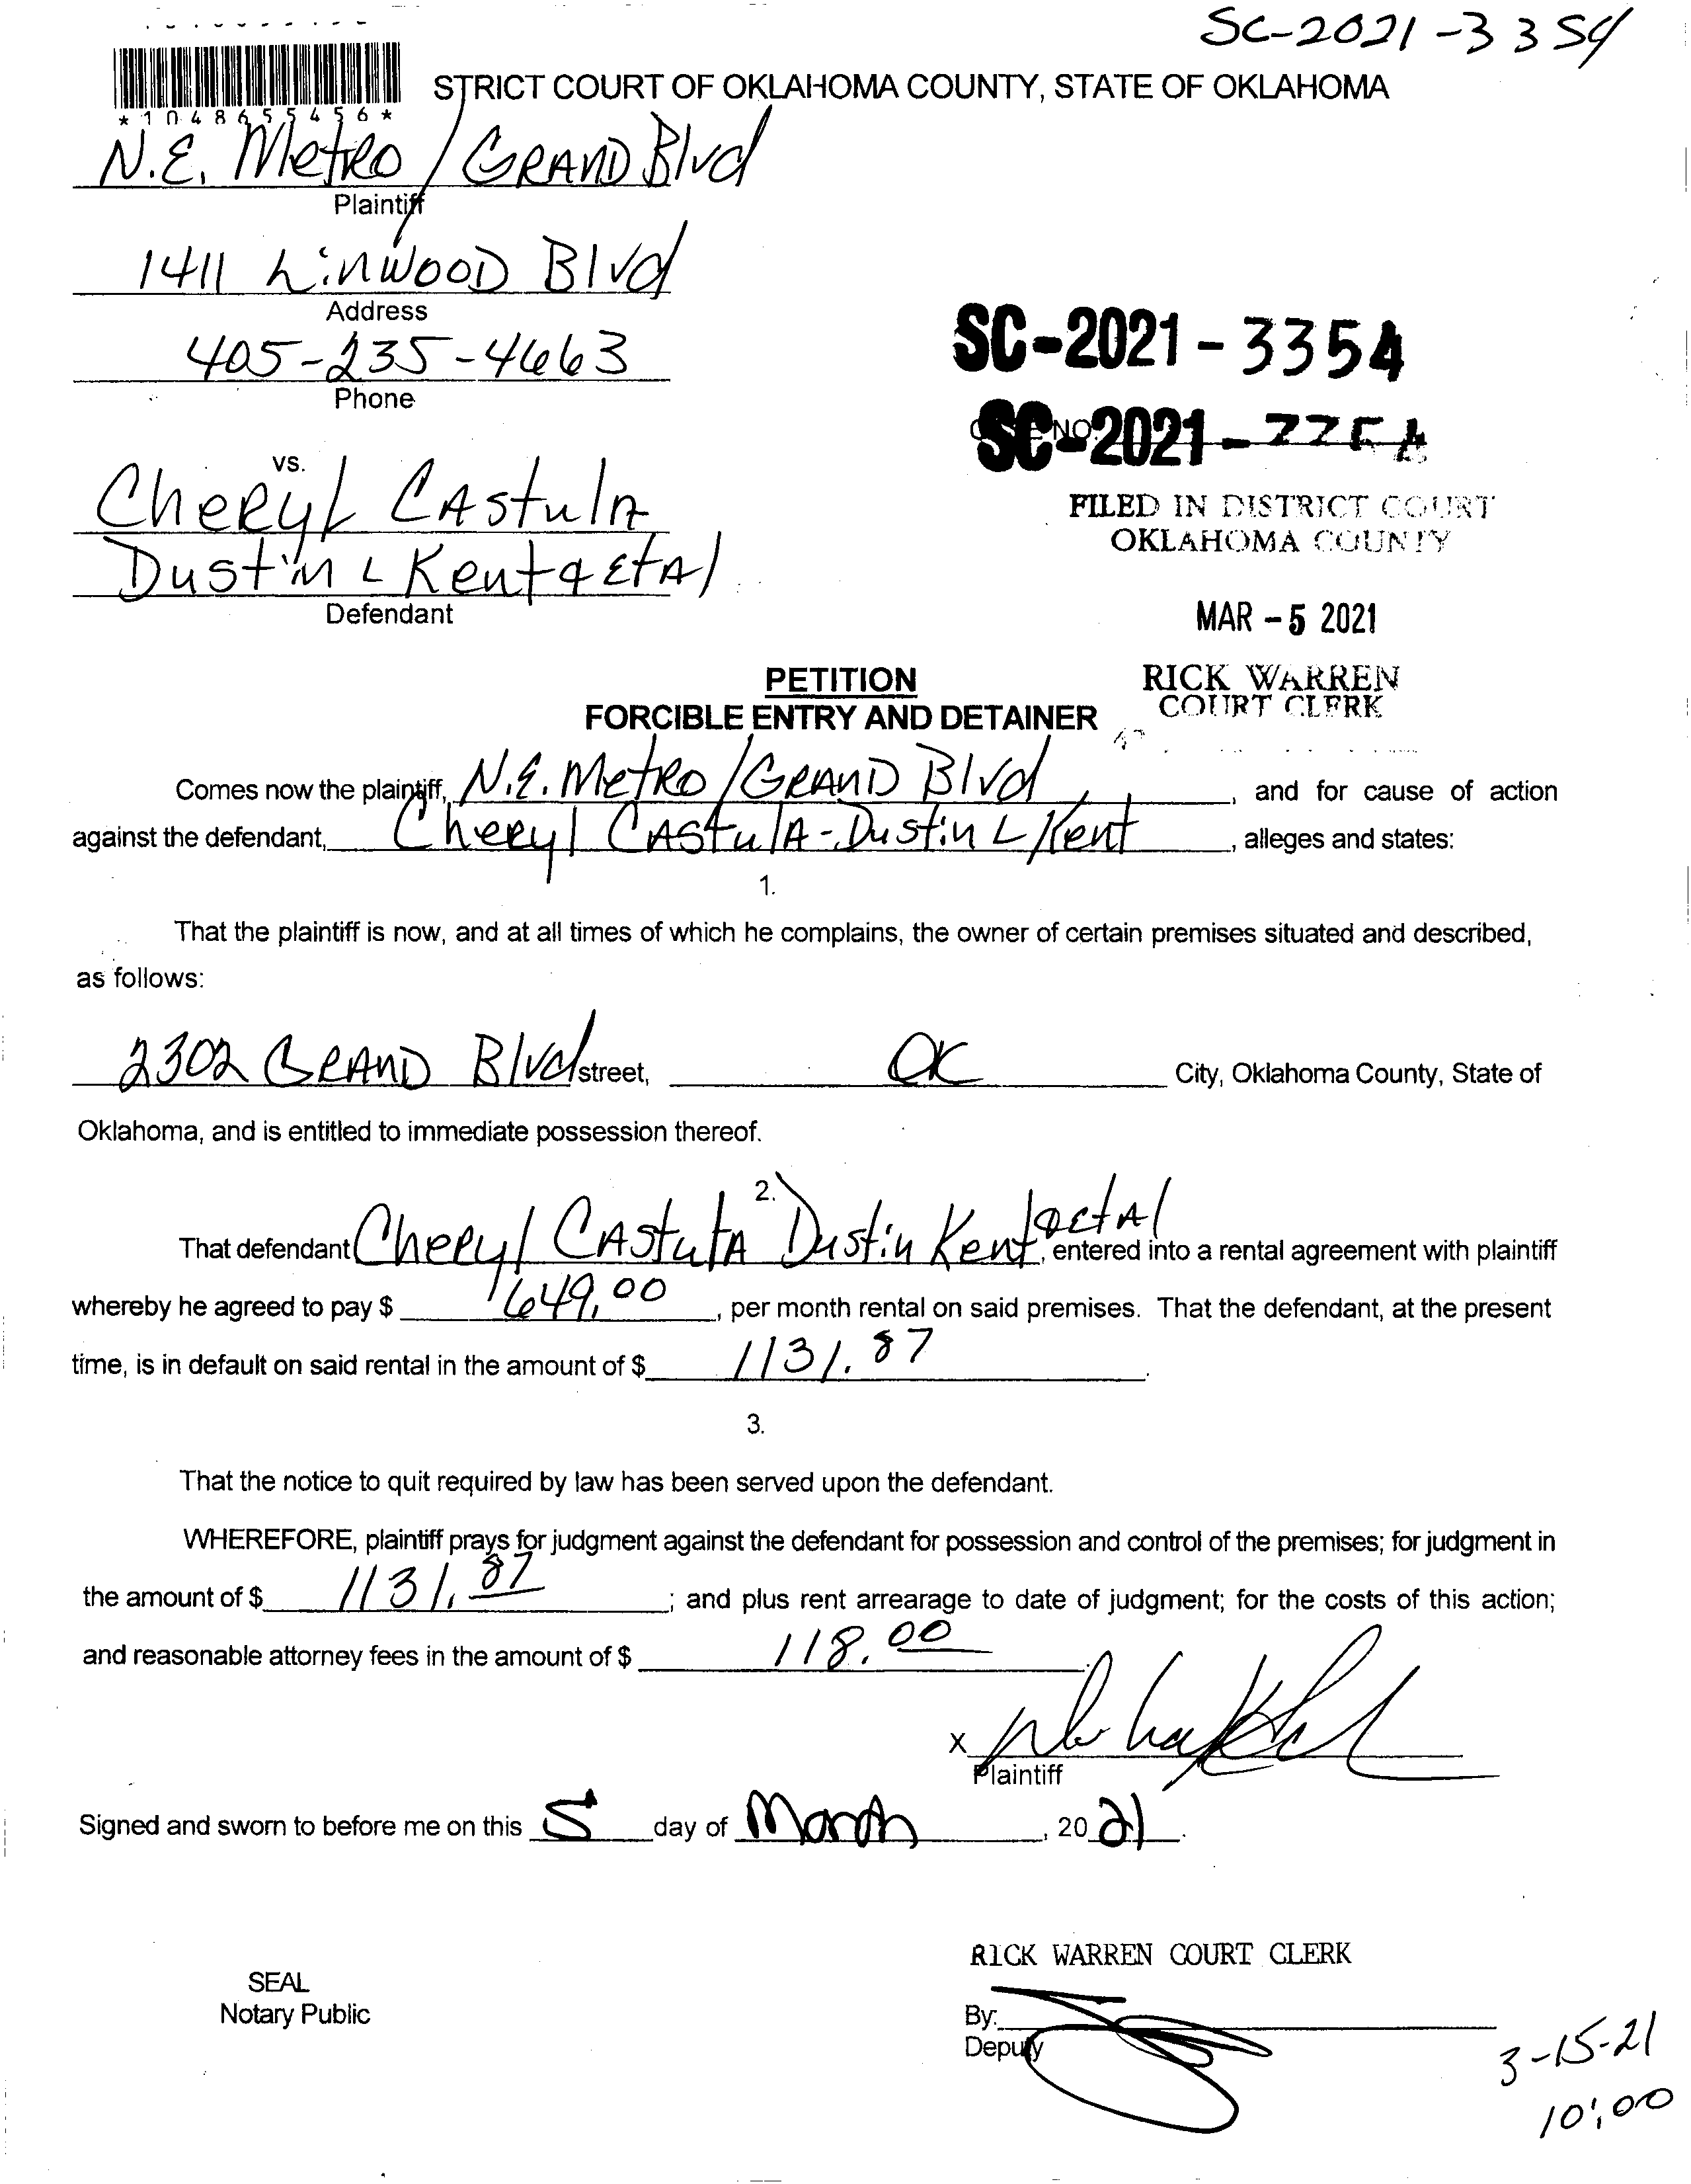 SC-2021-3354
STRICT COURT OF OKLAHOMA COUNTY, STATE OF OKLAHOMA
*1048655456*
N.E. Metro / GRAND Blvd
Plaintiff
1411 Linwood Blvd
Address
405-235-4663
Phone
SC-2021-3354
NO.
SC-2021-
vs.
Cheryl CAstulA
FILED IN DISTRICT COURT
OKLAHOMA COUNTY
Dustin L Kent & EtAl
Defendant
MAR -5 2021
RICK WARREN
COURT CLERK
PETITION
FORCIBLE ENTRY AND DETAINER
Comes now the plaintiff, N.E. Metro / GRAND Blvd, and for cause of action
against the defendant, Cheryl CAstulA - Dustin L Kent, alleges and states:
1.
That the plaintiff is now, and at all times of which he complains, the owner of certain premises situated and described,
as follows:
2302 GRAND Blvd street, OK City, Oklahoma County, State of
Oklahoma, and is entitled to immediate possession thereof.
2.
That defendant Cheryl CAstulA Dustin Kent & EtAl, entered into a rental agreement with plaintiff
whereby he agreed to pay $ 649.00, per month rental on said premises. That the defendant, at the present
time, is in default on said rental in the amount of $ 1131.87.
3.
That the notice to quit required by law has been served upon the defendant.
WHEREFORE, plaintiff prays for judgment against the defendant for possession and control of the premises; for judgment in
the amount of $ 1131.87; and plus rent arrearage to date of judgment; for the costs of this action;
and reasonable attorney fees in the amount of $ 118.00.
X
Plaintiff
Signed and sworn to before me on this 5 day of March, 2021.
RICK WARREN COURT CLERK
SEAL
Notary Public
By:
Deputy
3-15-21
10:00